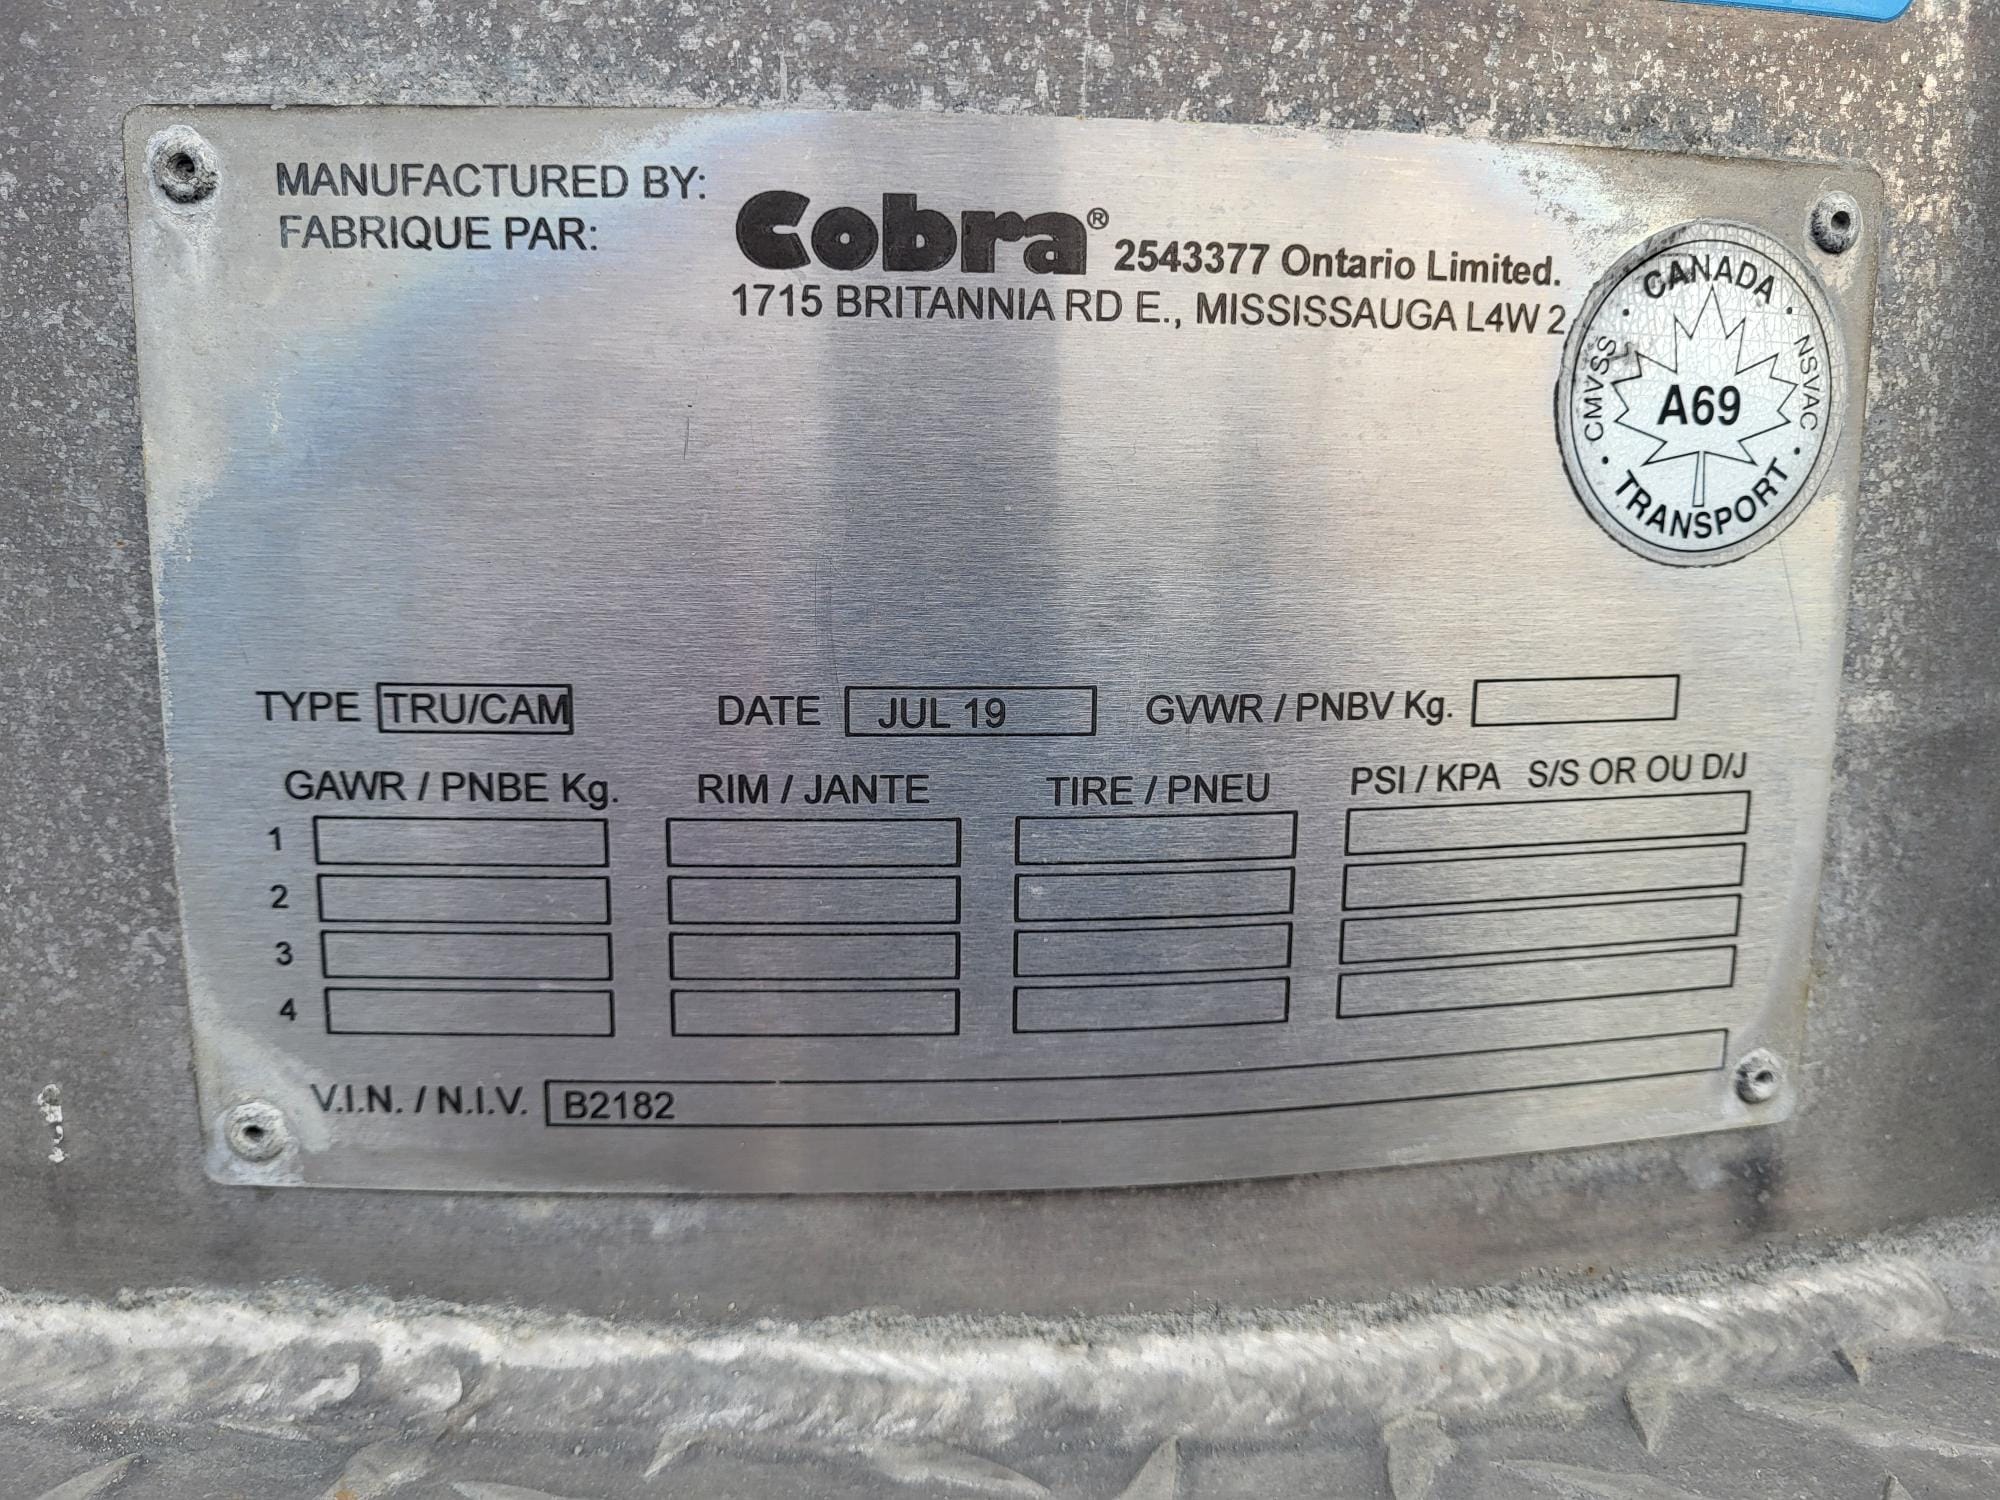 MANUFACTURED BY:
FABRIQUE PAR:
Cobra® 2543377 Ontario Limited.
1715 BRITANNIA RD E., MISSISSAUGA L4W 2
CANADA
CMVSS
NSVAC
A69
TRANSPORT
TYPE TRU/CAM DATE JUL 19 GVWR / PNBV Kg.
GAWR / PNBE Kg. RIM / JANTE TIRE / PNEU PSI / KPA S/S OR OU D/J
1
2
3
4
V.I.N. / N.I.V. B2182